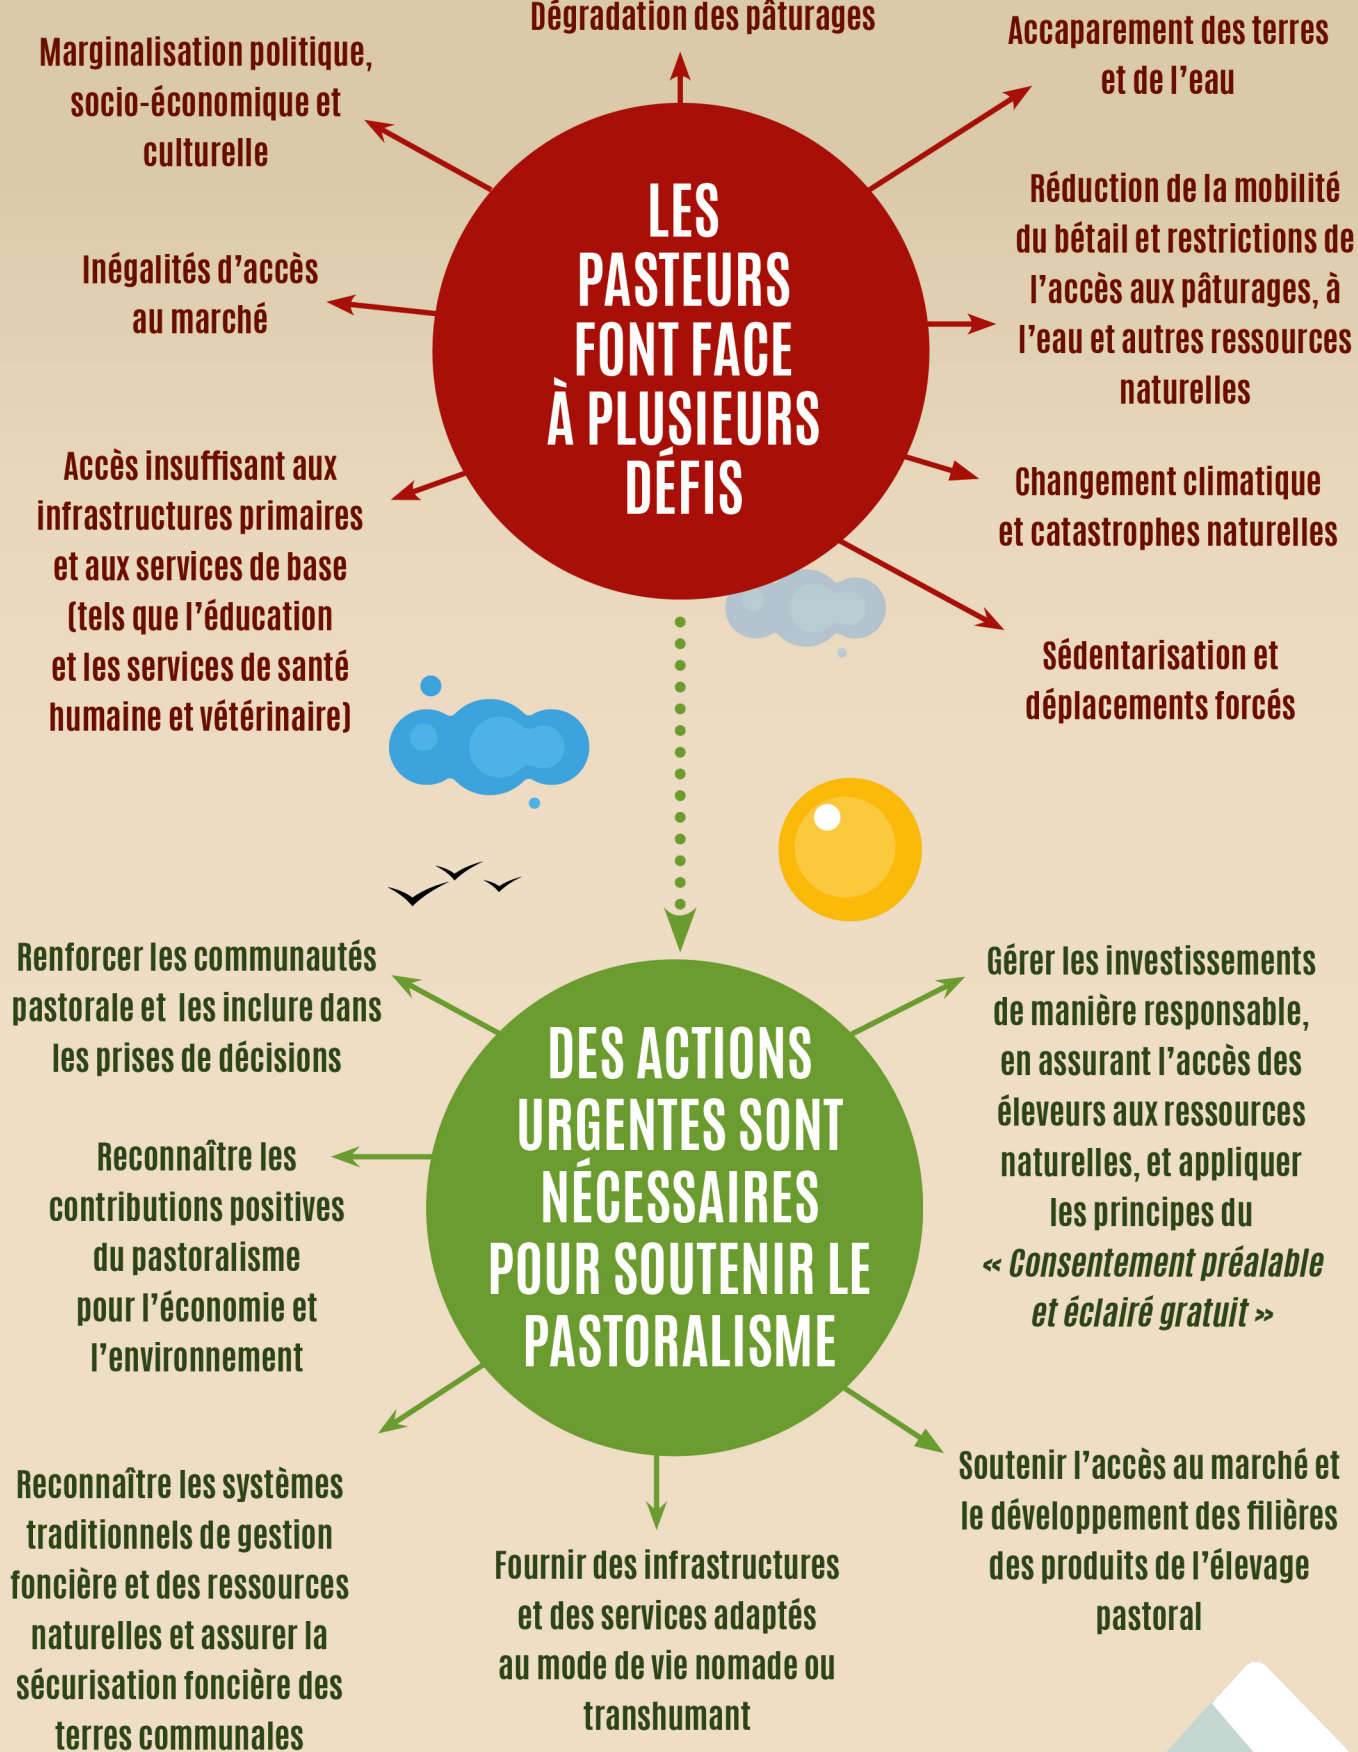 Dégradation des pâturages
Marginalisation politique,
socio-économique et
culturelle
Accaparement des terres
et de l’eau
LES
PASTEURS
FONT FACE
À PLUSIEURS
DÉFIS
Réduction de la mobilité
du bétail et restrictions de
l’accès aux pâturages, à
l’eau et autres ressources
naturelles
Inégalités d’accès
au marché
Accès insuffisant aux
infrastructures primaires
et aux services de base
(tels que l’éducation
et les services de santé
humaine et vétérinaire)
Changement climatique
et catastrophes naturelles
Sédentarisation et
déplacements forcés
Renforcer les communautés
pastorale et les inclure dans
les prises de décisions
Gérer les investissements
de manière responsable,
en assurant l’accès des
éleveurs aux ressources
naturelles, et appliquer
les principes du
« Consentement préalable
et éclairé gratuit »
DES ACTIONS
URGENTES SONT
NÉCESSAIRES
POUR SOUTENIR LE
PASTORALISME
Reconnaître les
contributions positives
du pastoralisme
pour l’économie et
l’environnement
Reconnaître les systèmes
traditionnels de gestion
foncière et des ressources
naturelles et assurer la
sécurisation foncière des
terres communales
Fournir des infrastructures
et des services adaptés
au mode de vie nomade ou
transhumant
Soutenir l’accès au marché et
le développement des filières
des produits de l’élevage
pastoral